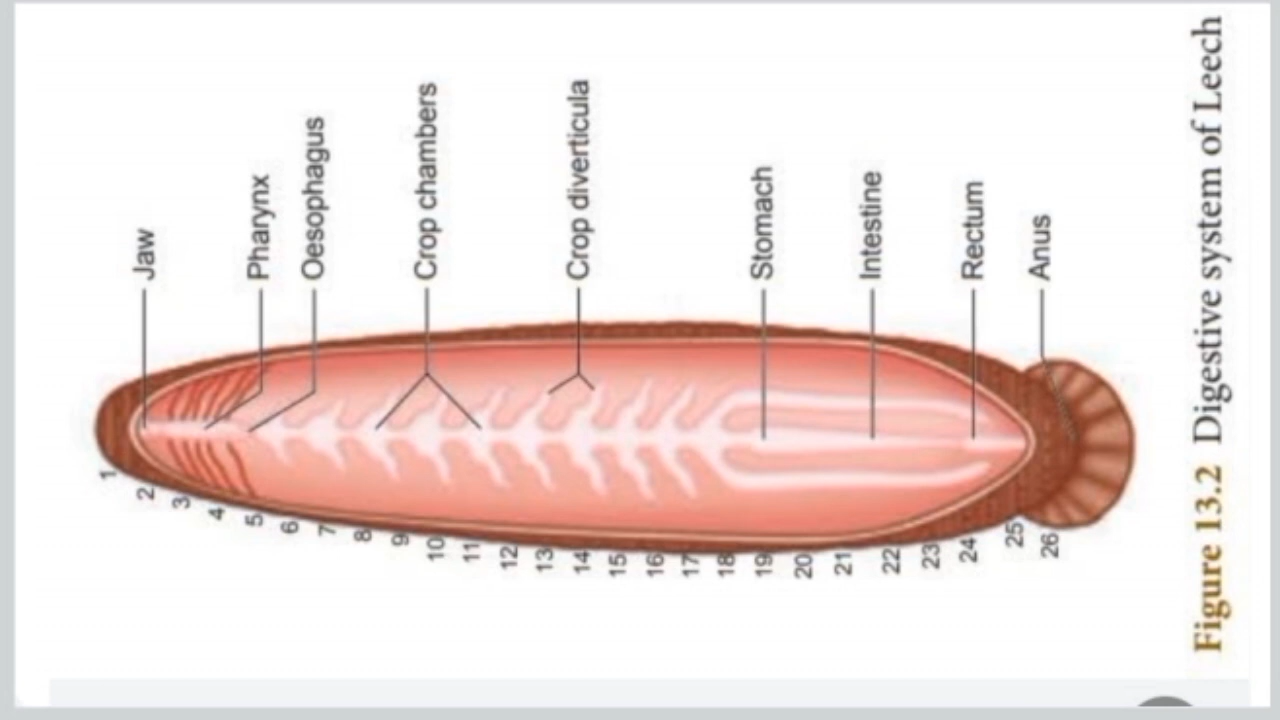 Jaw
Pharynx
Oesophagus
Crop chambers
Crop diverticula
Stomach
Intestine
Rectum
Anus
1
2
3
4
5
6
7
8
9
10
11
12
13
14
15
16
17
18
19
20
21
22
23
24
25
26
Figure 13.2 Digestive system of Leech